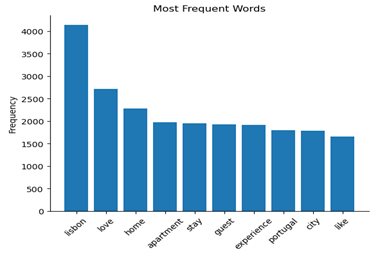 Most Frequent Words
Frequency
4000
3500
3000
2500
2000
1500
1000
500
0
lisbon
love
home
apartment
stay
guest
experience
portugal
city
like